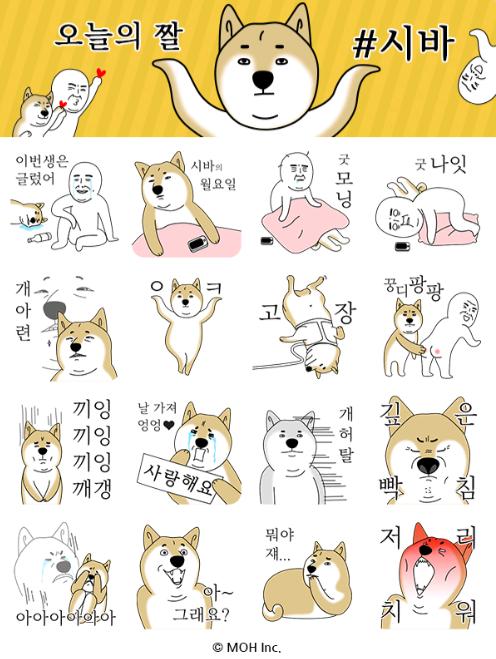 오늘의 짤
#시바
이번생은
글렀어
시바의
월요일
굿
모
닝
굿 나잇
개
아
련
ㅇ ㅋ
고 장
꿍디팡팡
끼잉
끼잉
끼잉
깨갱
날 가져
엉엉♥
사랑해요
개
허
탈
깊 은
빡 침
아아아아아아
아~
그래요?
뭐야
쟤...
저 리
치 워
© MOH Inc.